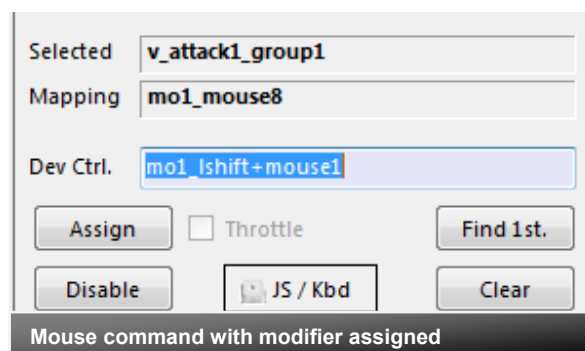 Selected v_attack1_group1
Mapping mo1_mouse8
Dev Ctrl. mo1_lshift+mouse1
Assign Throttle Find 1st.
Disable JS / Kbd Clear
Mouse command with modifier assigned